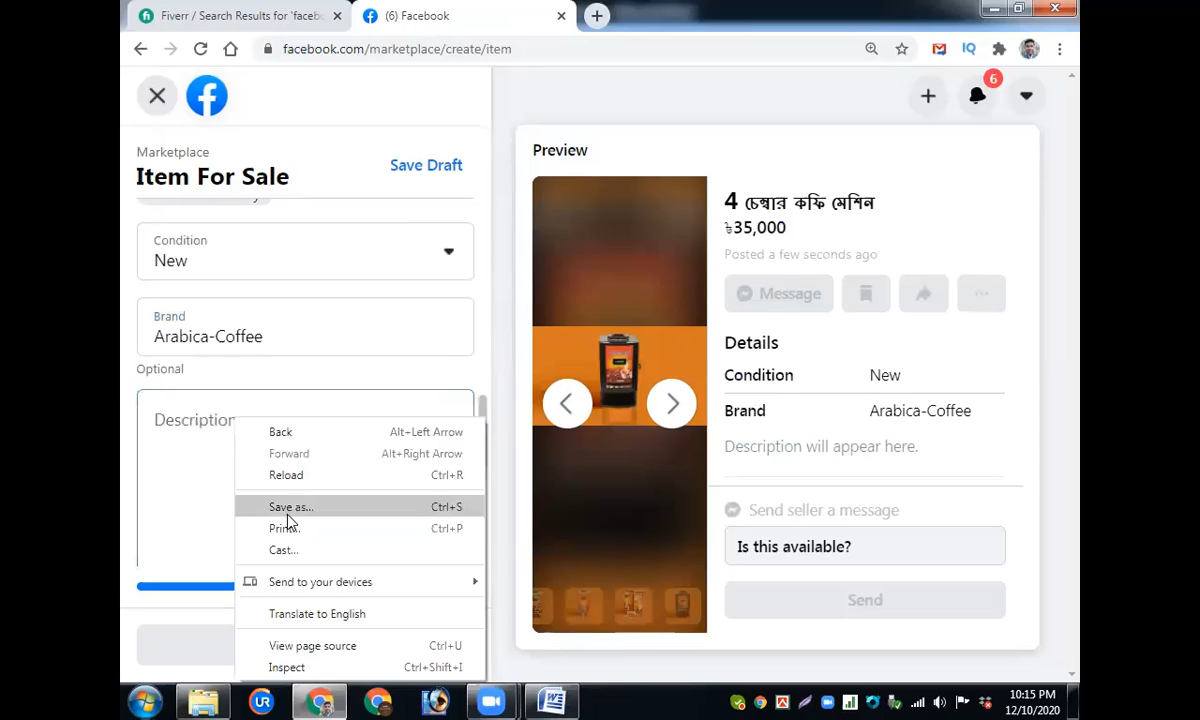 Fiverr / Search Results for 'facebo
(6) Facebook
facebook.com/marketplace/create/item
IQ
6
Marketplace
Item For Sale
Save Draft
Condition
New
Brand
Arabica-Coffee
Optional
Description
Back Alt+Left Arrow
Forward Alt+Right Arrow
Reload Ctrl+R
Save as... Ctrl+S
Print... Ctrl+P
Cast...
Send to your devices
Translate to English
View page source Ctrl+U
Inspect Ctrl+Shift+I
Preview
4 চেম্বার কফি মেশিন
৳35,000
Posted a few seconds ago
Message
Details
Condition New
Brand Arabica-Coffee
Description will appear here.
Send seller a message
Is this available?
Send
UR
10:15 PM
12/10/2020